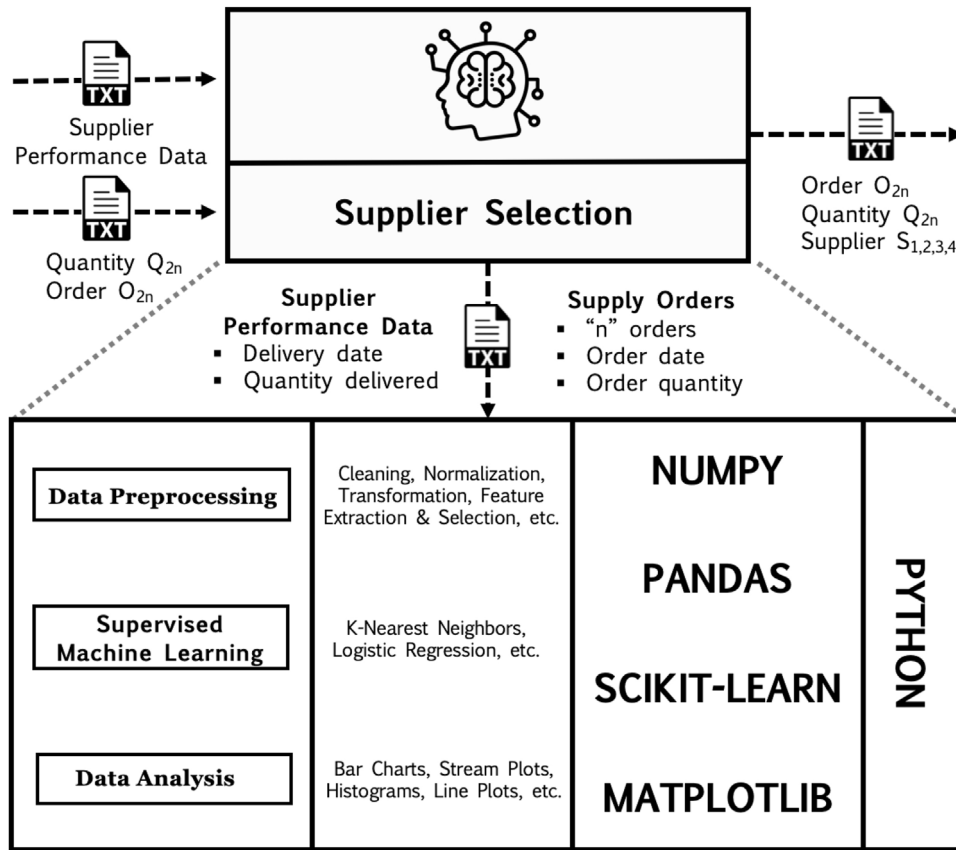 TXT
Supplier
Performance Data
TXT
Quantity Q2n
Order O2n
Supplier Selection
TXT
Order O2n
Quantity Q2n
Supplier S1,2,3,4
Supplier
Performance Data
▪ Delivery date
▪ Quantity delivered
TXT
Supply Orders
▪ “n” orders
▪ Order date
▪ Order quantity
Data Preprocessing
Cleaning, Normalization,
Transformation, Feature
Extraction & Selection, etc.
Supervised
Machine Learning
K-Nearest Neighbors,
Logistic Regression, etc.
Data Analysis
Bar Charts, Stream Plots,
Histograms, Line Plots, etc.
NUMPY
PANDAS
SCIKIT-LEARN
MATPLOTLIB
PYTHON